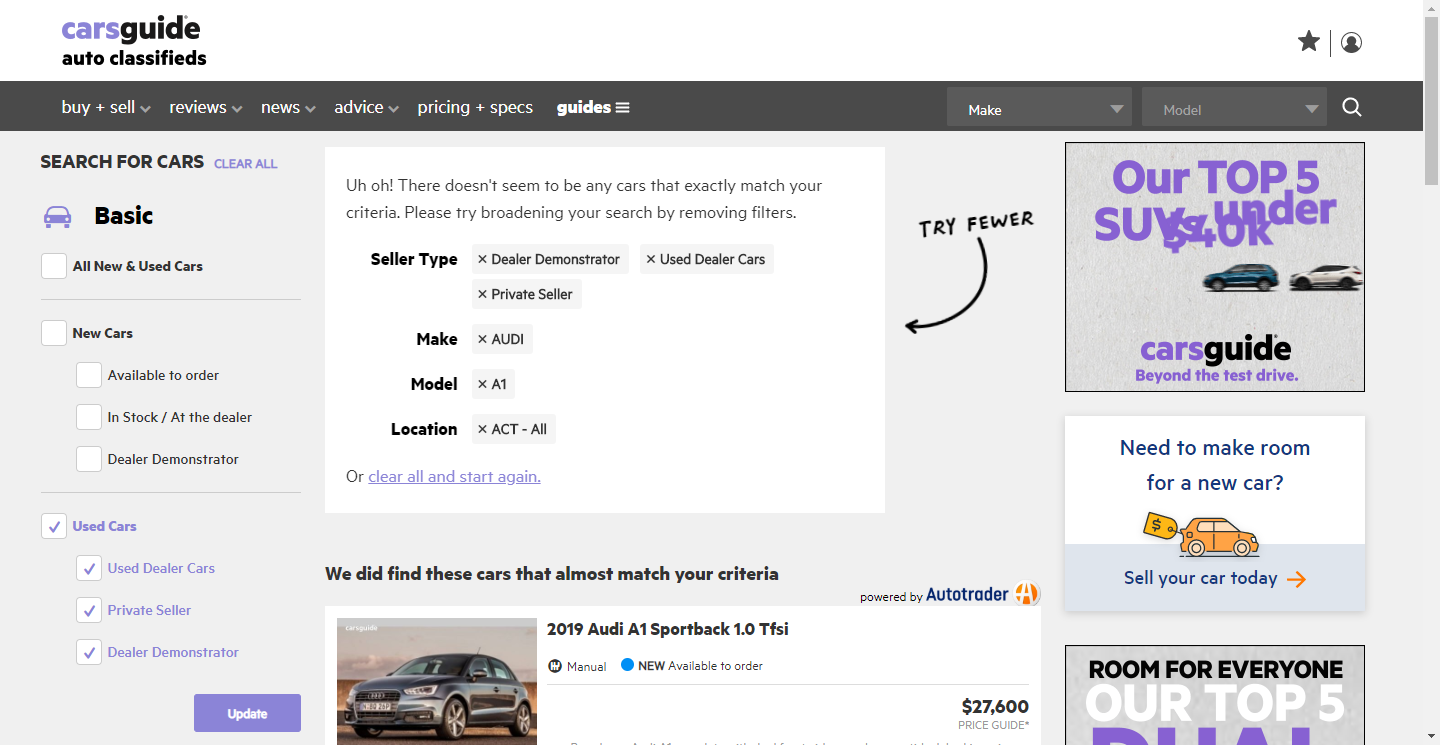 carsguide
auto classifieds
buy + sell reviews news advice pricing + specs guides Make Model
SEARCH FOR CARS CLEAR ALL
Basic
All New & Used Cars
New Cars
Available to order
In Stock / At the dealer
Dealer Demonstrator
Used Cars
Used Dealer Cars
Private Seller
Dealer Demonstrator
Update
Uh oh! There doesn't seem to be any cars that exactly match your
criteria. Please try broadening your search by removing filters.
Seller Type × Dealer Demonstrator × Used Dealer Cars
× Private Seller
Make × AUDI
Model × A1
Location × ACT - All
Or clear all and start again.
TRY FEWER
We did find these cars that almost match your criteria
powered by Autotrader
carsguide
2019 Audi A1 Sportback 1.0 Tfsi
Manual NEW Available to order
$27,600
PRICE GUIDE*
Our TOP 5
SUVs under
$40k
carsguide
Beyond the test drive.
Need to make room
for a new car?
$
Sell your car today
ROOM FOR EVERYONE
OUR TOP 5
DUAL